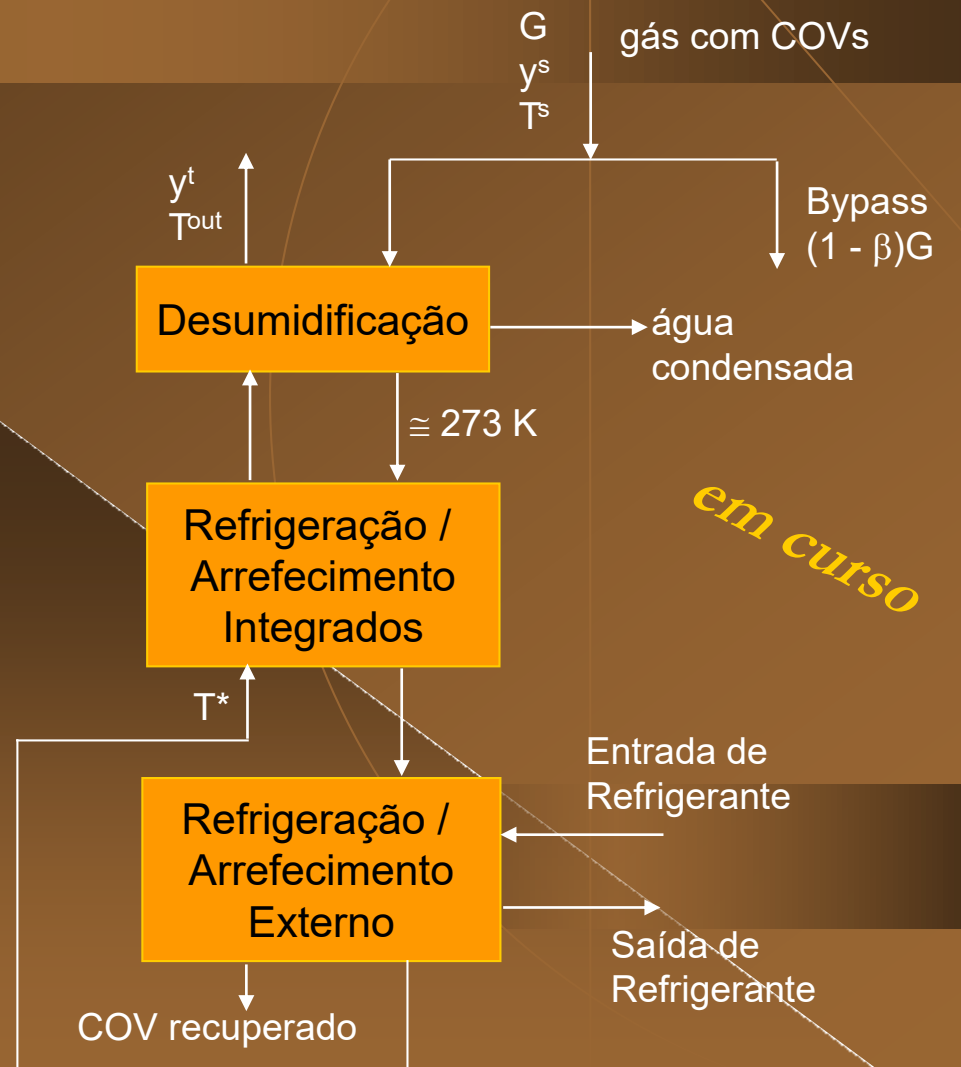 G
gás com COVs
yˢ
Tˢ
yᵗ
Tᵒᵘᵗ
Bypass
(1 - β)G
Desumidificação
água
condensada
≅ 273 K
Refrigeração /
Arrefecimento
Integrados
em curso
T*
Entrada de
Refrigerante
Refrigeração /
Arrefecimento
Externo
Saída de
Refrigerante
COV recuperado